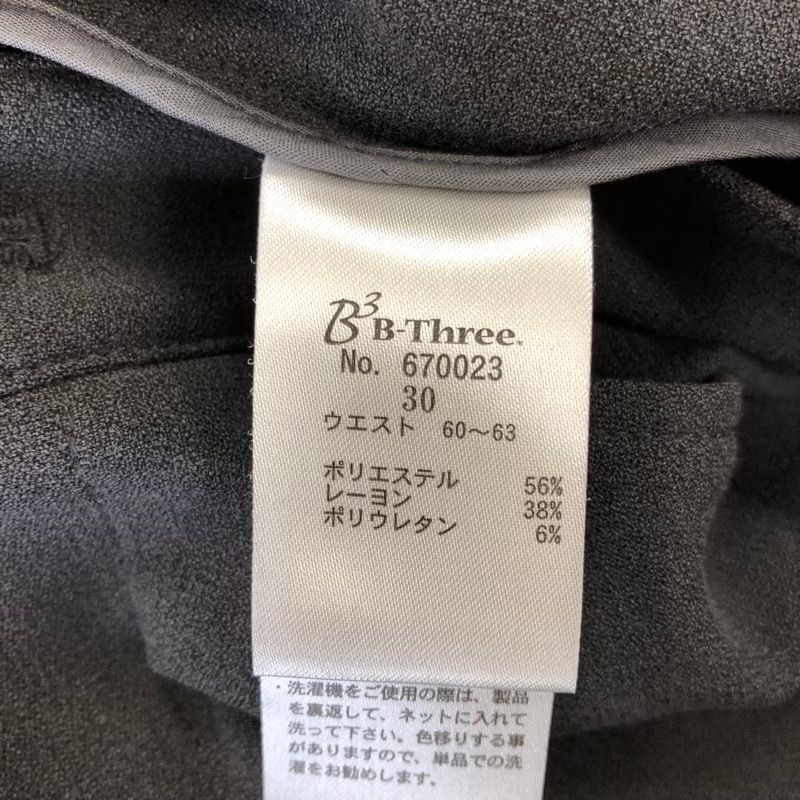 B³ B-Three.
No. 670023
30
ウエスト 60～63
ポリエステル 56%
レーヨン 38%
ポリウレタン 6%
・洗濯機をご使用の際は、製品
を裏返して、ネットに入れて
洗って下さい。色移りする事
がありますので、単品での洗
濯をお勧めします。